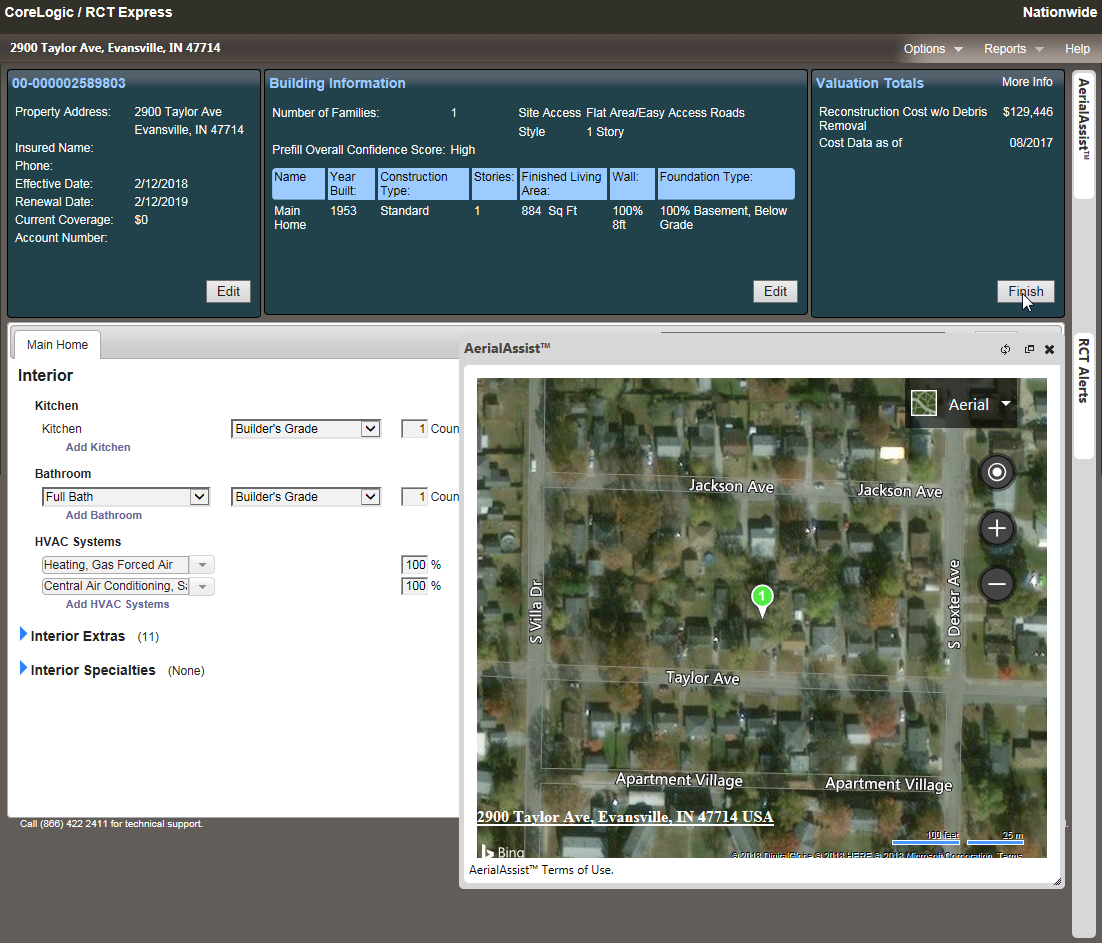 CoreLogic / RCT Express
Nationwide
2900 Taylor Ave, Evansville, IN 47714
Options
Reports
Help
00-000002589803
Property Address: 2900 Taylor Ave
Evansville, IN 47714
Insured Name:
Phone:
Effective Date: 2/12/2018
Renewal Date: 2/12/2019
Current Coverage: $0
Account Number:
Edit
Building Information
Number of Families: 1
Site Access Flat Area/Easy Access Roads
Style 1 Story
Prefill Overall Confidence Score: High
Name Year Construction Stories: Finished Living Wall: Foundation Type:
Built: Type: Area:
Main 1953 Standard 1 884 Sq Ft 100% 100% Basement, Below
Home 8ft Grade
Edit
Valuation Totals
More Info
Reconstruction Cost w/o Debris $129,446
Removal
Cost Data as of 08/2017
Finish
AerialAssist™
RCT Alerts
Main Home
Interior
Kitchen
Kitchen Builder's Grade 1 Coun
Add Kitchen
Bathroom
Full Bath Builder's Grade 1 Coun
Add Bathroom
HVAC Systems
Heating, Gas Forced Air 100 %
Central Air Conditioning, Sa 100 %
Add HVAC Systems
Interior Extras (11)
Interior Specialties (None)
Call (866) 422 2411 for technical support.
AerialAssist™
Aerial
Jackson Ave
Jackson Ave
1
S Villa Dr
S Dexter Ave
Taylor Ave
Apartment Village
Apartment Village
2900 Taylor Ave, Evansville, IN 47714 USA
100 feet 25 m
Bing
© 2018 DigitalGlobe © 2018 HERE © 2018 Microsoft Corporation Terms
AerialAssist™ Terms of Use.